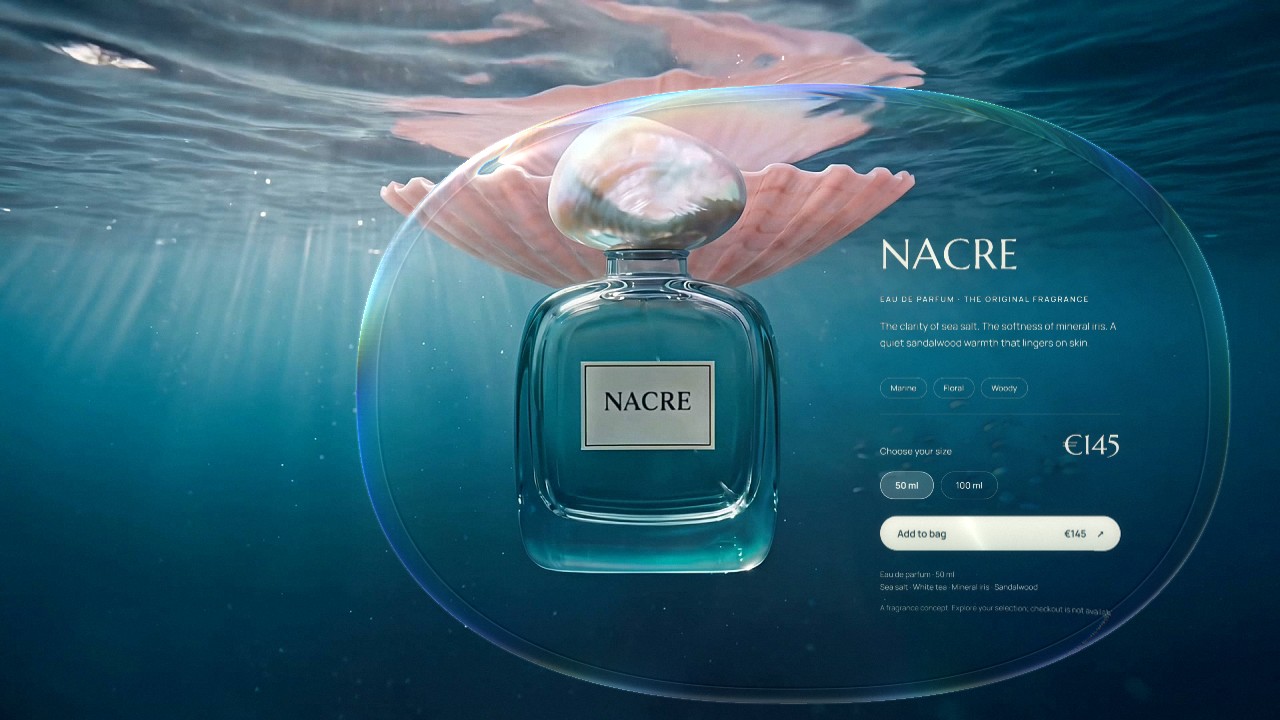 NACRE
NACRE
EAU DE PARFUM · THE ORIGINAL FRAGRANCE
The clarity of sea salt. The softness of mineral iris. A
quiet sandalwood warmth that lingers on skin.
Marine Floral Woody
Choose your size €145
50 ml 100 ml
Add to bag €145 ↗
Eau de parfum · 50 ml
Sea salt · White tea · Mineral iris · Sandalwood
A fragrance concept. Explore your selection, checkout is not